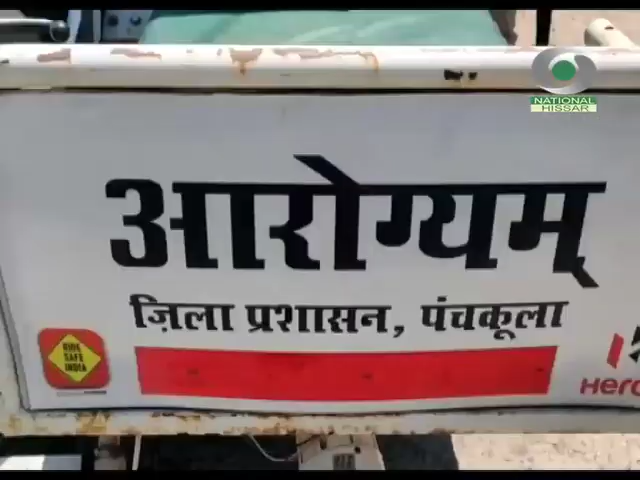 NATIONAL
HISSAR
आरोग्यम्
ज़िला प्रशासन, पंचकूला
RIDE
SAFE
INDIA
Hero